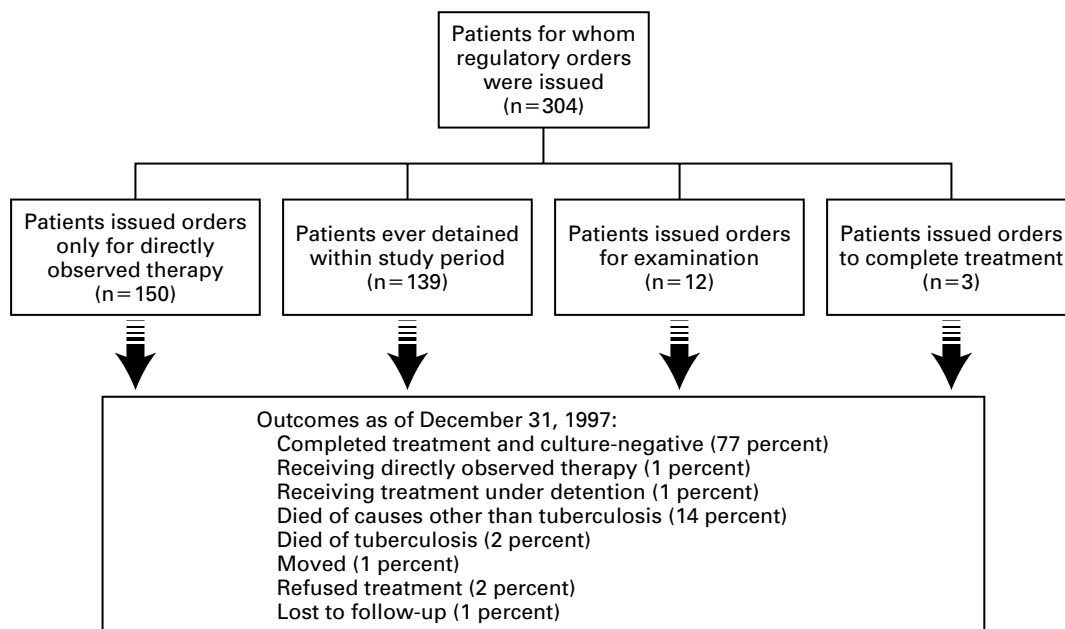 Patients for whom
regulatory orders
were issued
(n=304)
Patients issued orders
only for directly
observed therapy
(n=150)
Patients ever detained
within study period
(n=139)
Patients issued orders
for examination
(n=12)
Patients issued orders
to complete treatment
(n=3)
Outcomes as of December 31, 1997:
Completed treatment and culture-negative (77 percent)
Receiving directly observed therapy (1 percent)
Receiving treatment under detention (1 percent)
Died of causes other than tuberculosis (14 percent)
Died of tuberculosis (2 percent)
Moved (1 percent)
Refused treatment (2 percent)
Lost to follow-up (1 percent)